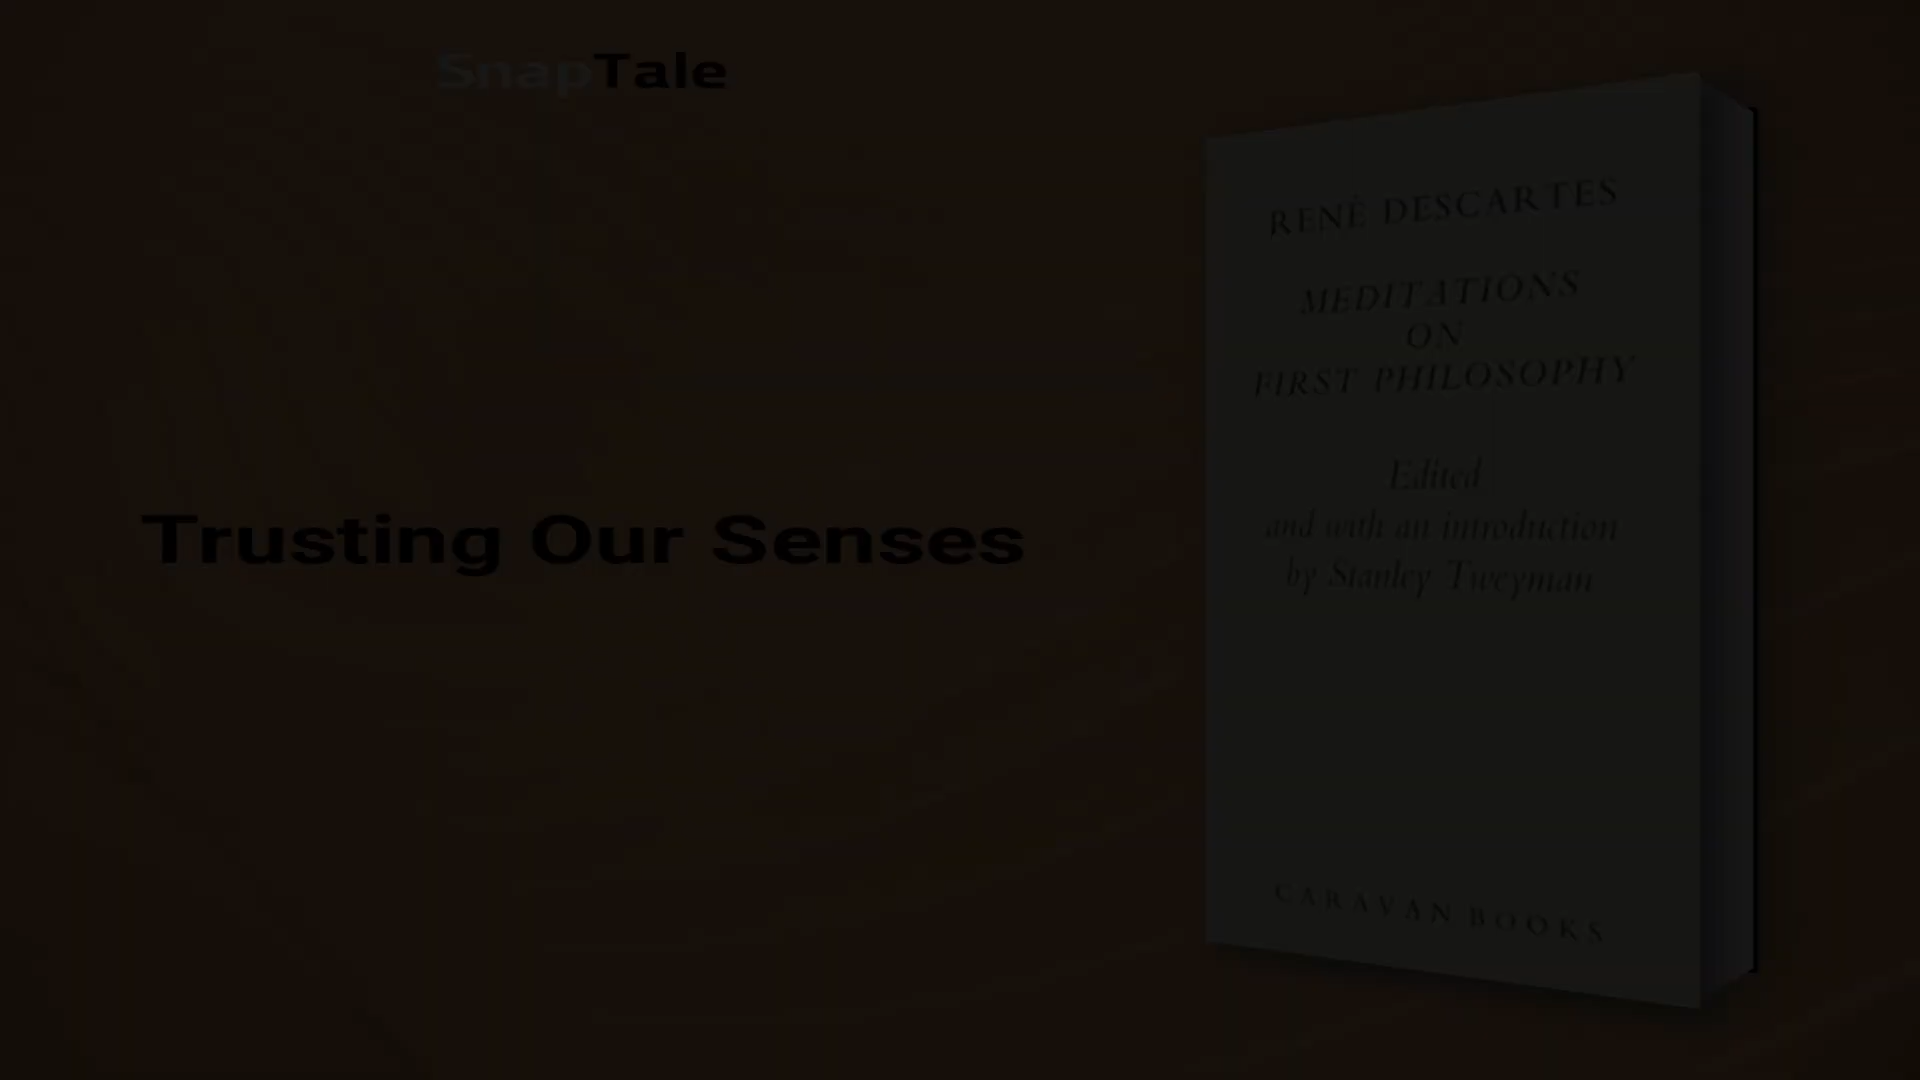 SnapTale
Trusting Our Senses
RENÉ DESCARTES
MEDITATIONS
ON
FIRST PHILOSOPHY
Edited
and with an introduction
by Stanley Tweyman
CARAVAN BOOKS